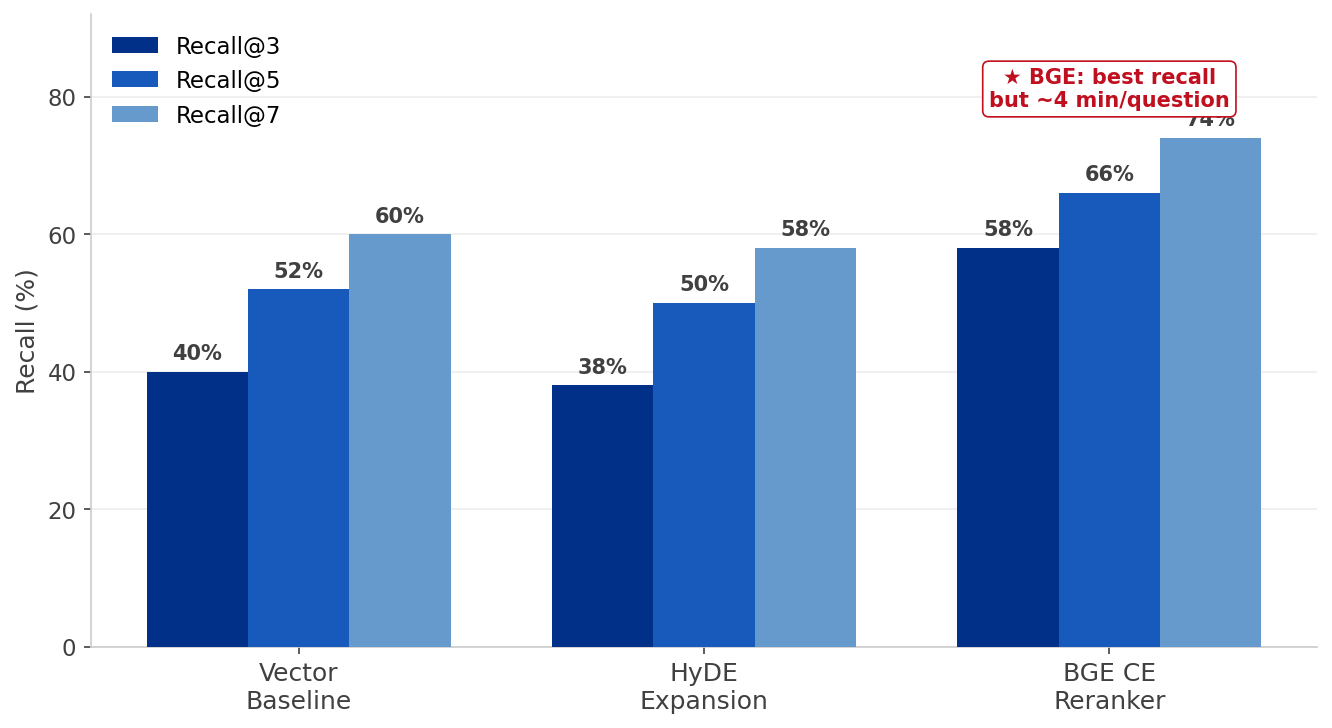 Recall@3
Recall@5
Recall@7
★ BGE: best recall
but ~4 min/question
80
60
40
20
0
Recall (%)
40%
52%
60%
38%
50%
58%
58%
66%
74%
Vector
Baseline
HyDE
Expansion
BGE CE
Reranker